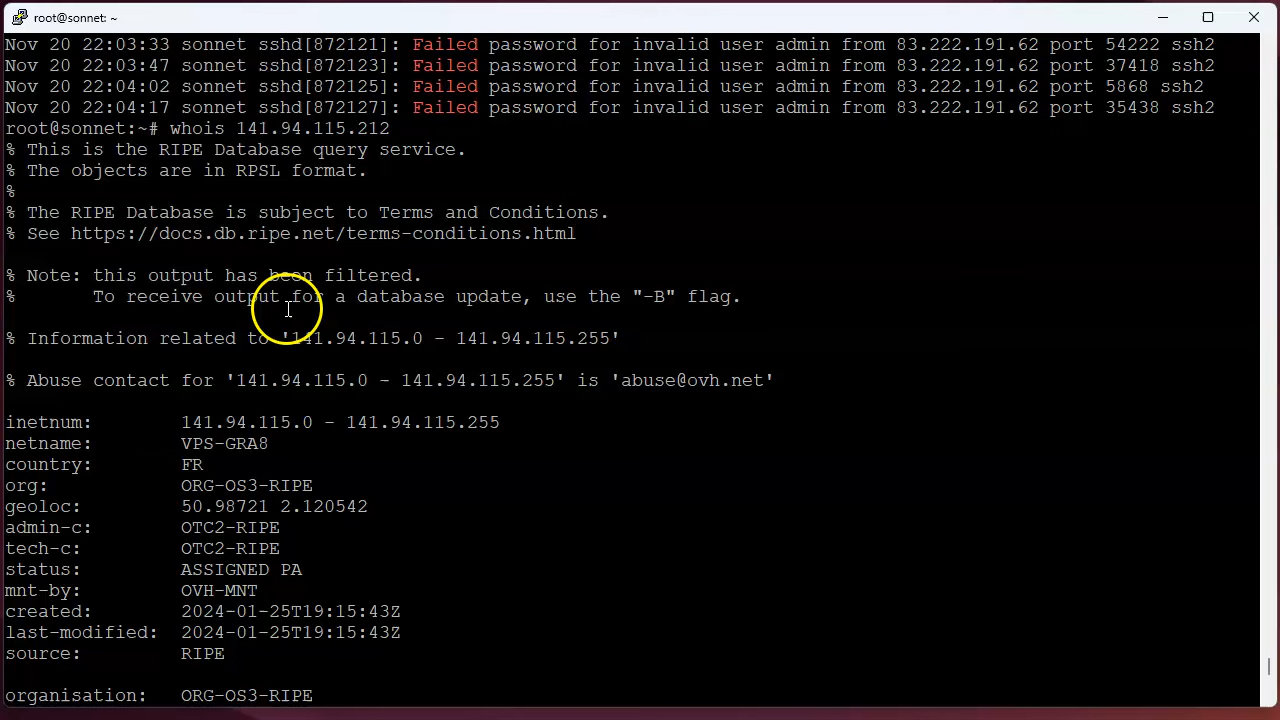 root@sonnet: ~
Nov 20 22:03:33 sonnet sshd[872121]: Failed password for invalid user admin from 83.222.191.62 port 54222 ssh2
Nov 20 22:03:47 sonnet sshd[872123]: Failed password for invalid user admin from 83.222.191.62 port 37418 ssh2
Nov 20 22:04:02 sonnet sshd[872125]: Failed password for invalid user admin from 83.222.191.62 port 5868 ssh2
Nov 20 22:04:17 sonnet sshd[872127]: Failed password for invalid user admin from 83.222.191.62 port 35438 ssh2
root@sonnet:~# whois 141.94.115.212
% This is the RIPE Database query service.
% The objects are in RPSL format.
%
% The RIPE Database is subject to Terms and Conditions.
% See https://docs.db.ripe.net/terms-conditions.html
% Note: this output has been filtered.
%       To receive output for a database update, use the "-B" flag.
% Information related to '141.94.115.0 - 141.94.115.255'
% Abuse contact for '141.94.115.0 - 141.94.115.255' is 'abuse@ovh.net'
inetnum:        141.94.115.0 - 141.94.115.255
netname:        VPS-GRA8
country:        FR
org:            ORG-OS3-RIPE
geoloc:         50.98721 2.120542
admin-c:        OTC2-RIPE
tech-c:         OTC2-RIPE
status:         ASSIGNED PA
mnt-by:         OVH-MNT
created:        2024-01-25T19:15:43Z
last-modified:  2024-01-25T19:15:43Z
source:         RIPE
organisation:   ORG-OS3-RIPE